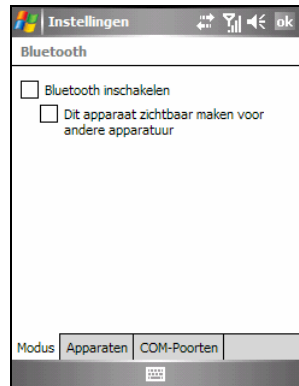 Instellingen ok
Bluetooth
Bluetooth inschakelen
Dit apparaat zichtbaar maken voor
andere apparatuur
Modus Apparaten COM-Poorten